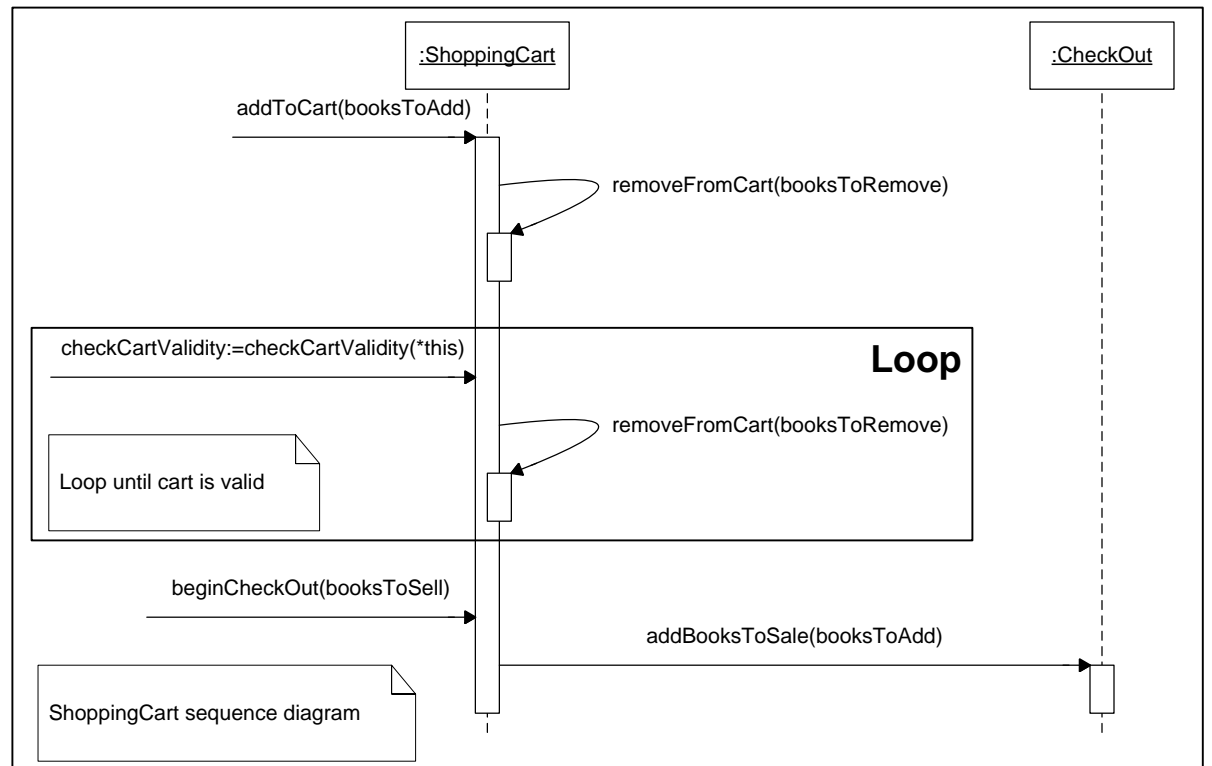 :ShoppingCart
:CheckOut
addToCart(booksToAdd)
removeFromCart(booksToRemove)
checkCartValidity:=checkCartValidity(*this)
Loop
removeFromCart(booksToRemove)
Loop until cart is valid
beginCheckOut(booksToSell)
addBooksToSale(booksToAdd)
ShoppingCart sequence diagram